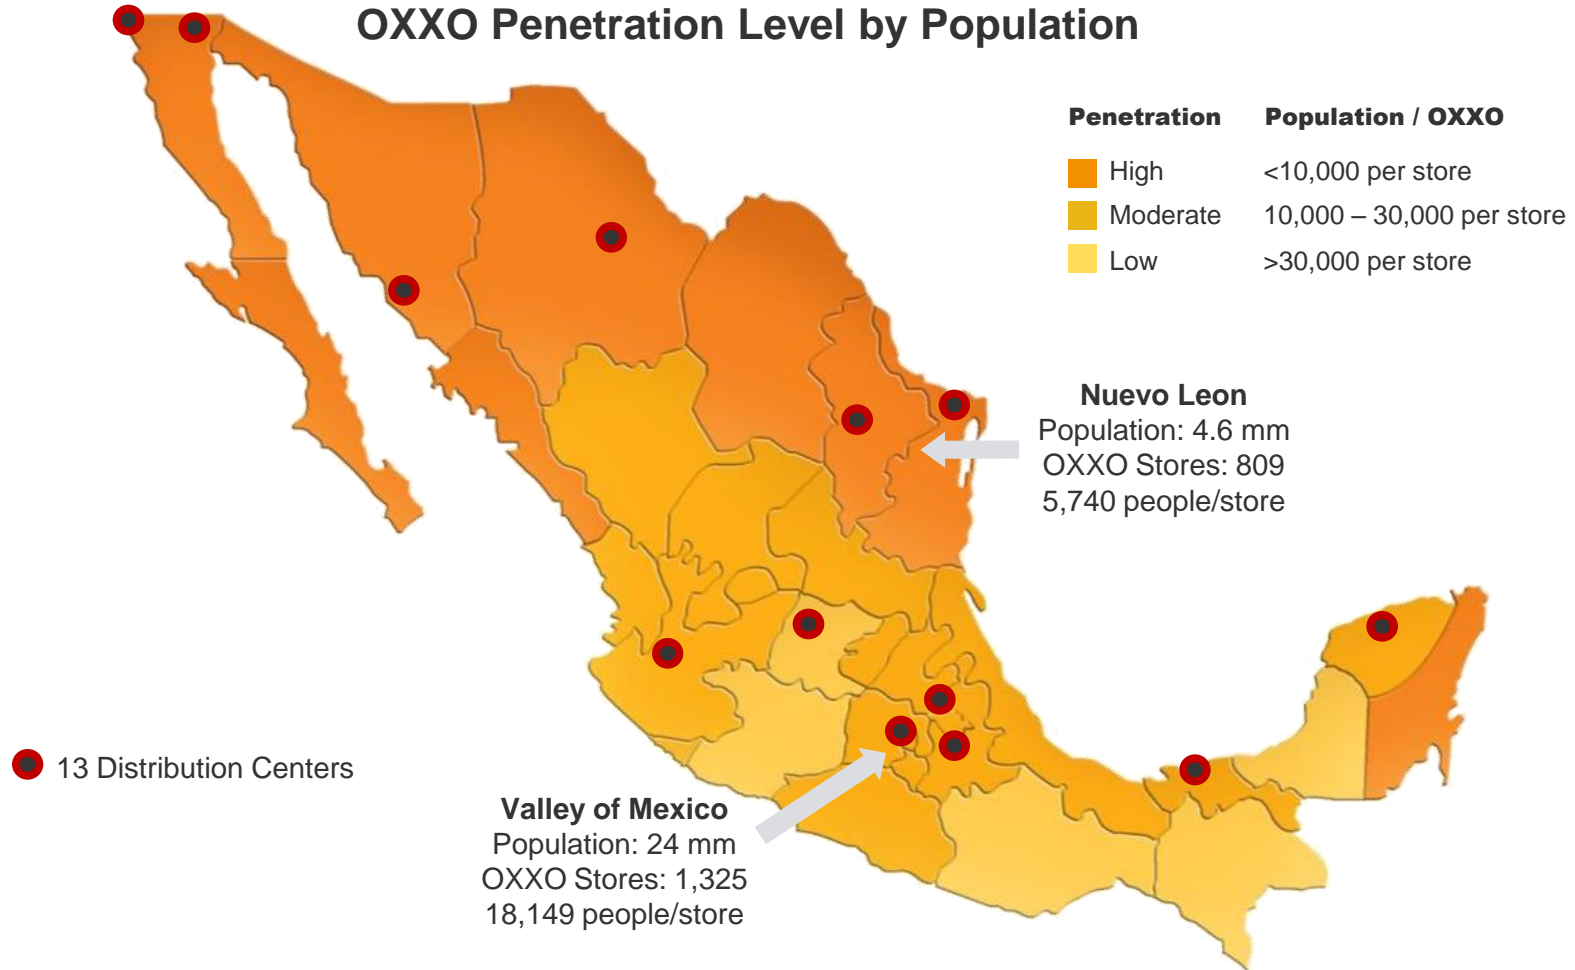 OXXO Penetration Level by Population
Penetration Population / OXXO
High <10,000 per store
Moderate 10,000 – 30,000 per store
Low >30,000 per store
Nuevo Leon
Population: 4.6 mm
OXXO Stores: 809
5,740 people/store
13 Distribution Centers
Valley of Mexico
Population: 24 mm
OXXO Stores: 1,325
18,149 people/store